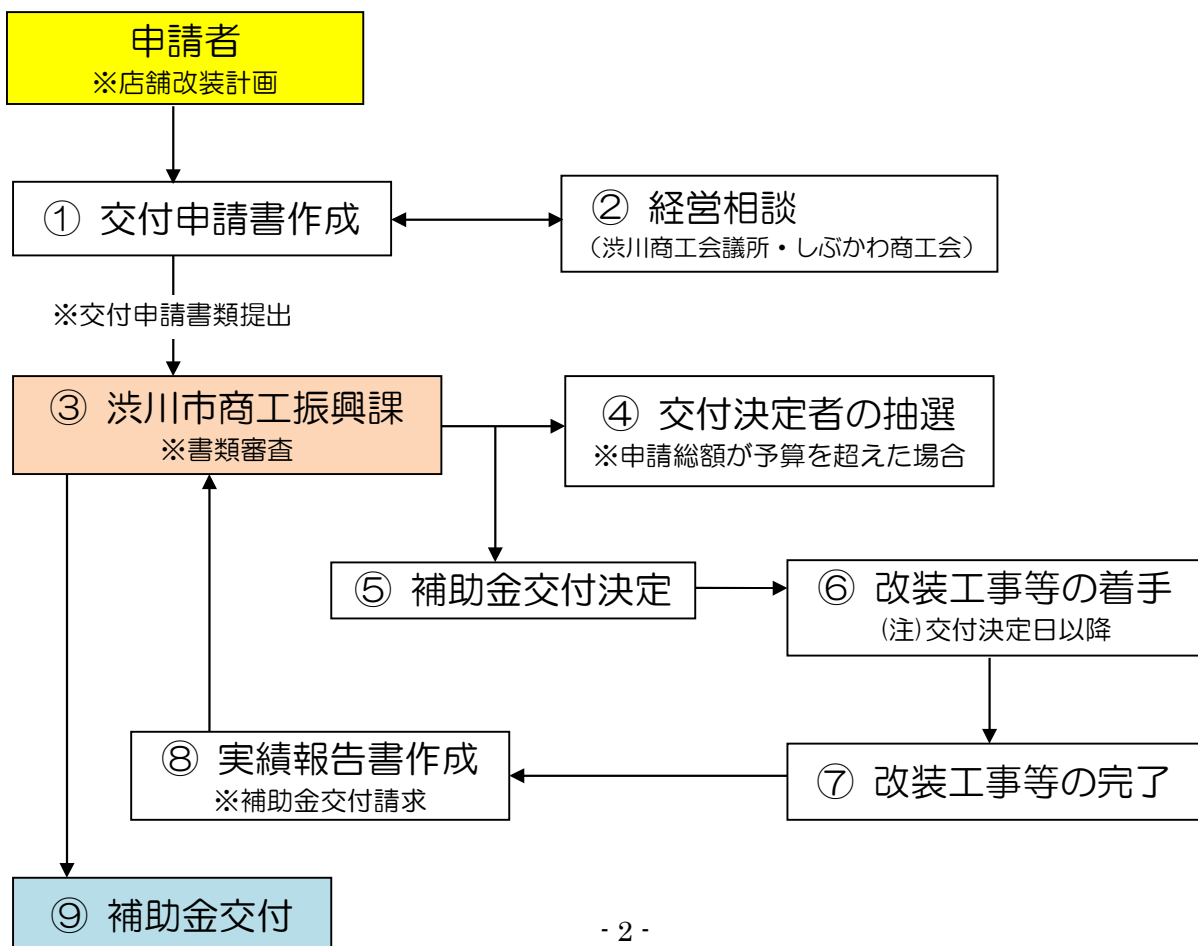 申請者
※店舗改装計画
① 交付申請書作成
② 経営相談
（渋川商工会議所・しぶかわ商工会）
※交付申請書類提出
③ 渋川市商工振興課
※書類審査
④ 交付決定者の抽選
※申請総額が予算を超えた場合
⑤ 補助金交付決定
⑥ 改装工事等の着手
(注)交付決定日以降
⑧ 実績報告書作成
※補助金交付請求
⑦ 改装工事等の完了
⑨ 補助金交付
- 2 -